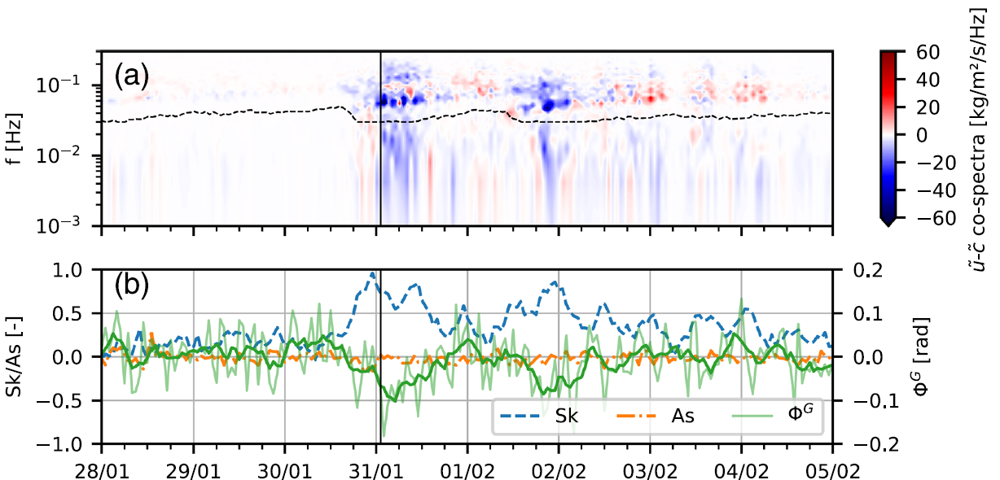 (a)
10⁻¹
10⁻²
10⁻³
f [Hz]
60
40
20
0
−20
−40
−60
ũ-c̃ co-spectra [kg/m²/s/Hz]
(b)
1.0
0.5
0.0
−0.5
−1.0
Sk/As [-]
0.2
0.1
0.0
−0.1
−0.2
Φᴳ [rad]
Sk As Φᴳ
28/01 29/01 30/01 31/01 01/02 02/02 03/02 04/02 05/02